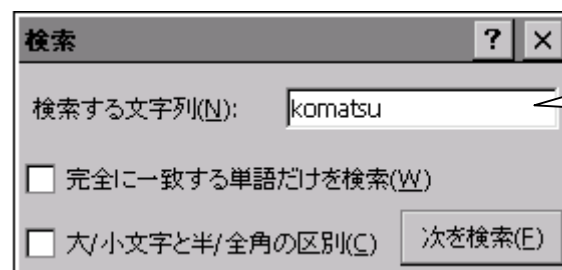 検索
検索する文字列(N): komatsu
完全に一致する単語だけを検索(W)
大/小文字と半/全角の区別(C) 次を検索(F)